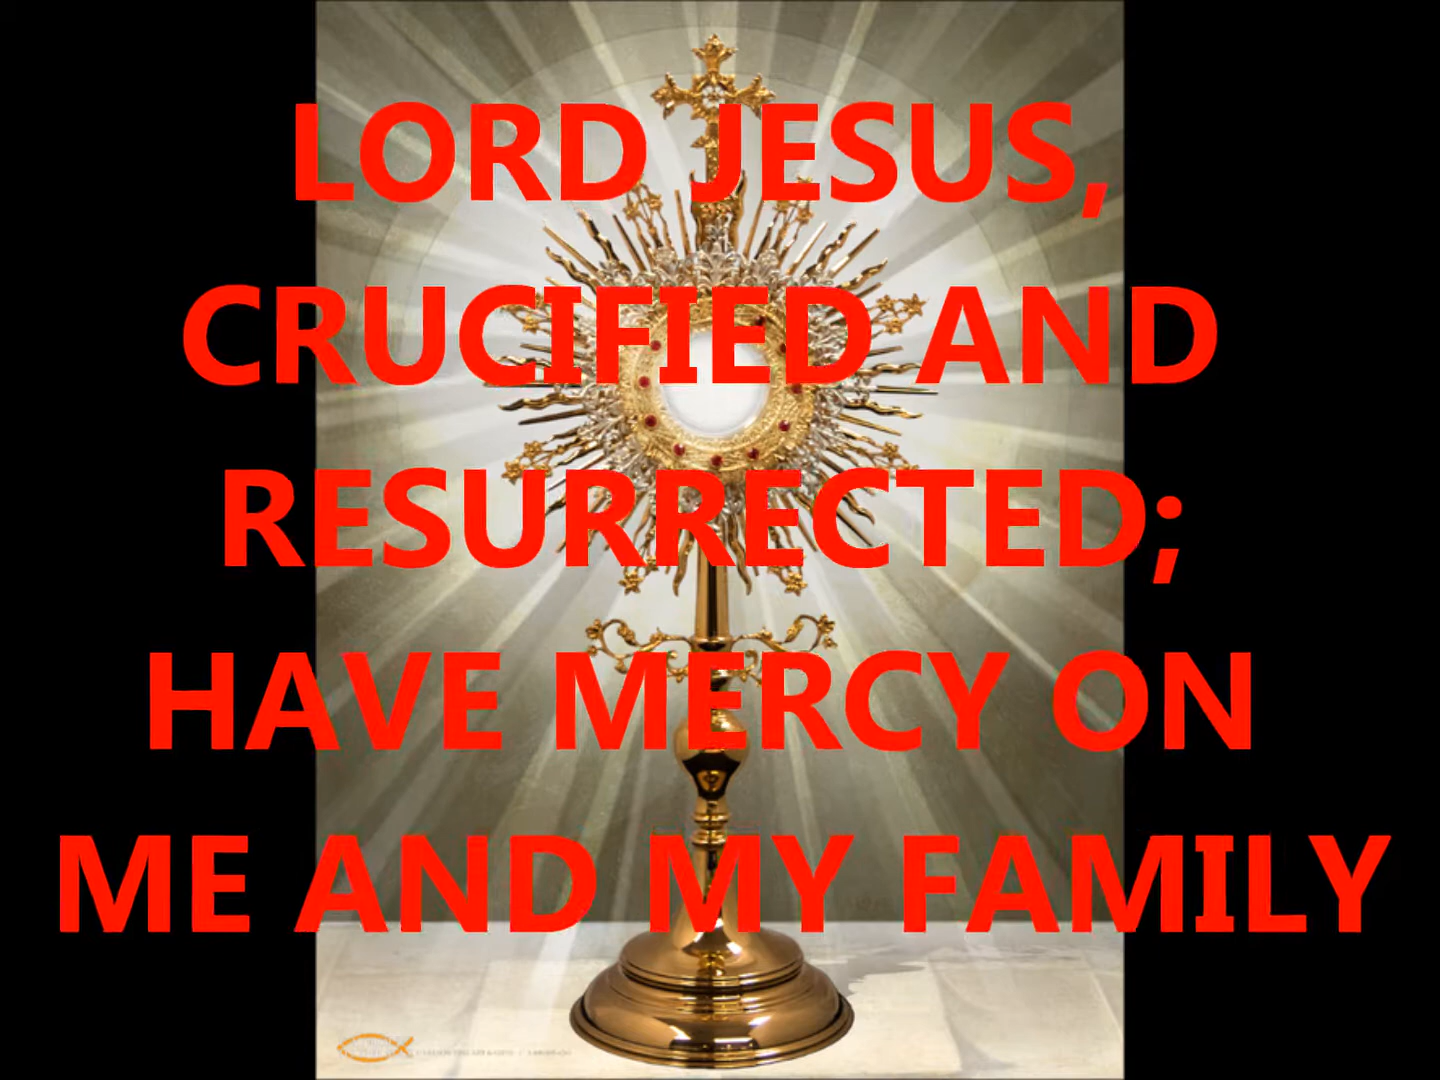 LORD JESUS,
CRUCIFIED AND
RESURRECTED;
HAVE MERCY ON
ME AND MY FAMILY